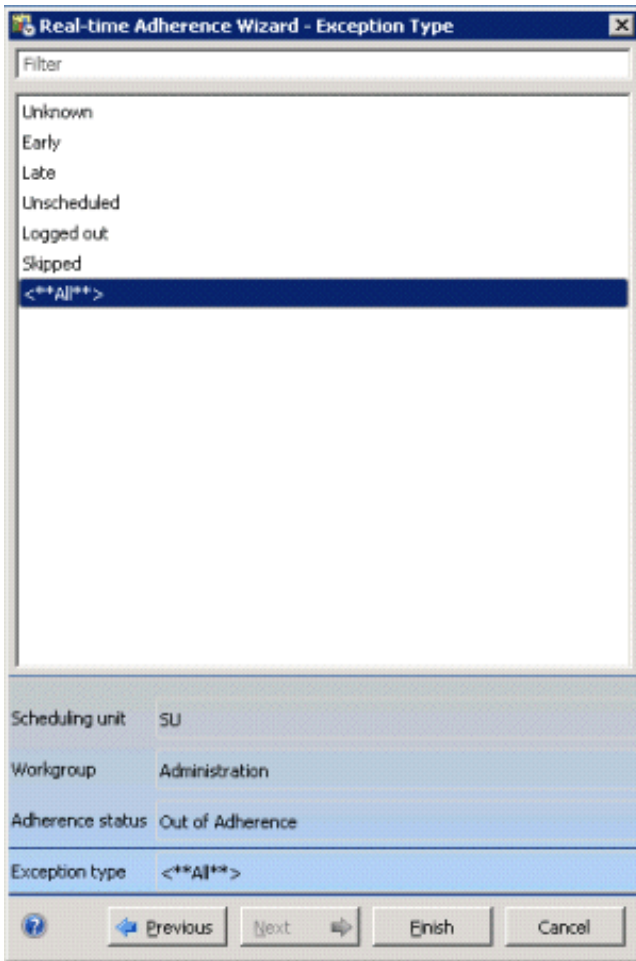 Real-time Adherence Wizard - Exception Type
Filter
Unknown
Early
Late
Unscheduled
Logged out
Skipped
<**All**>
Scheduling unit SU
Workgroup Administration
Adherence status Out of Adherence
Exception type <**All**>
Previous Next Finish Cancel